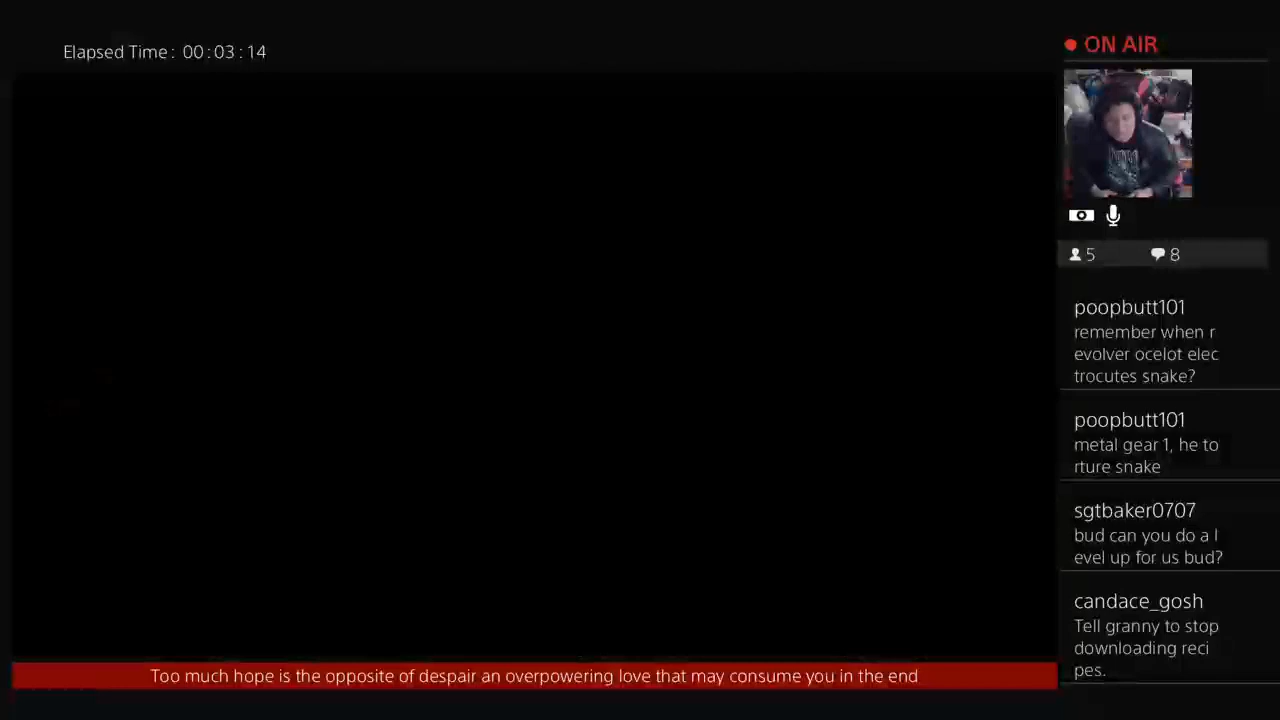 Elapsed Time: 00:03:14
ON AIR
5 8
poopbutt101
remember when r
evolver ocelot elec
trocutes snake?
poopbutt101
metal gear 1, he to
rture snake
sgtbaker0707
bud can you do a l
evel up for us bud?
candace_gosh
Tell granny to stop
downloading reci
pes.
Too much hope is the opposite of despair an overpowering love that may consume you in the end